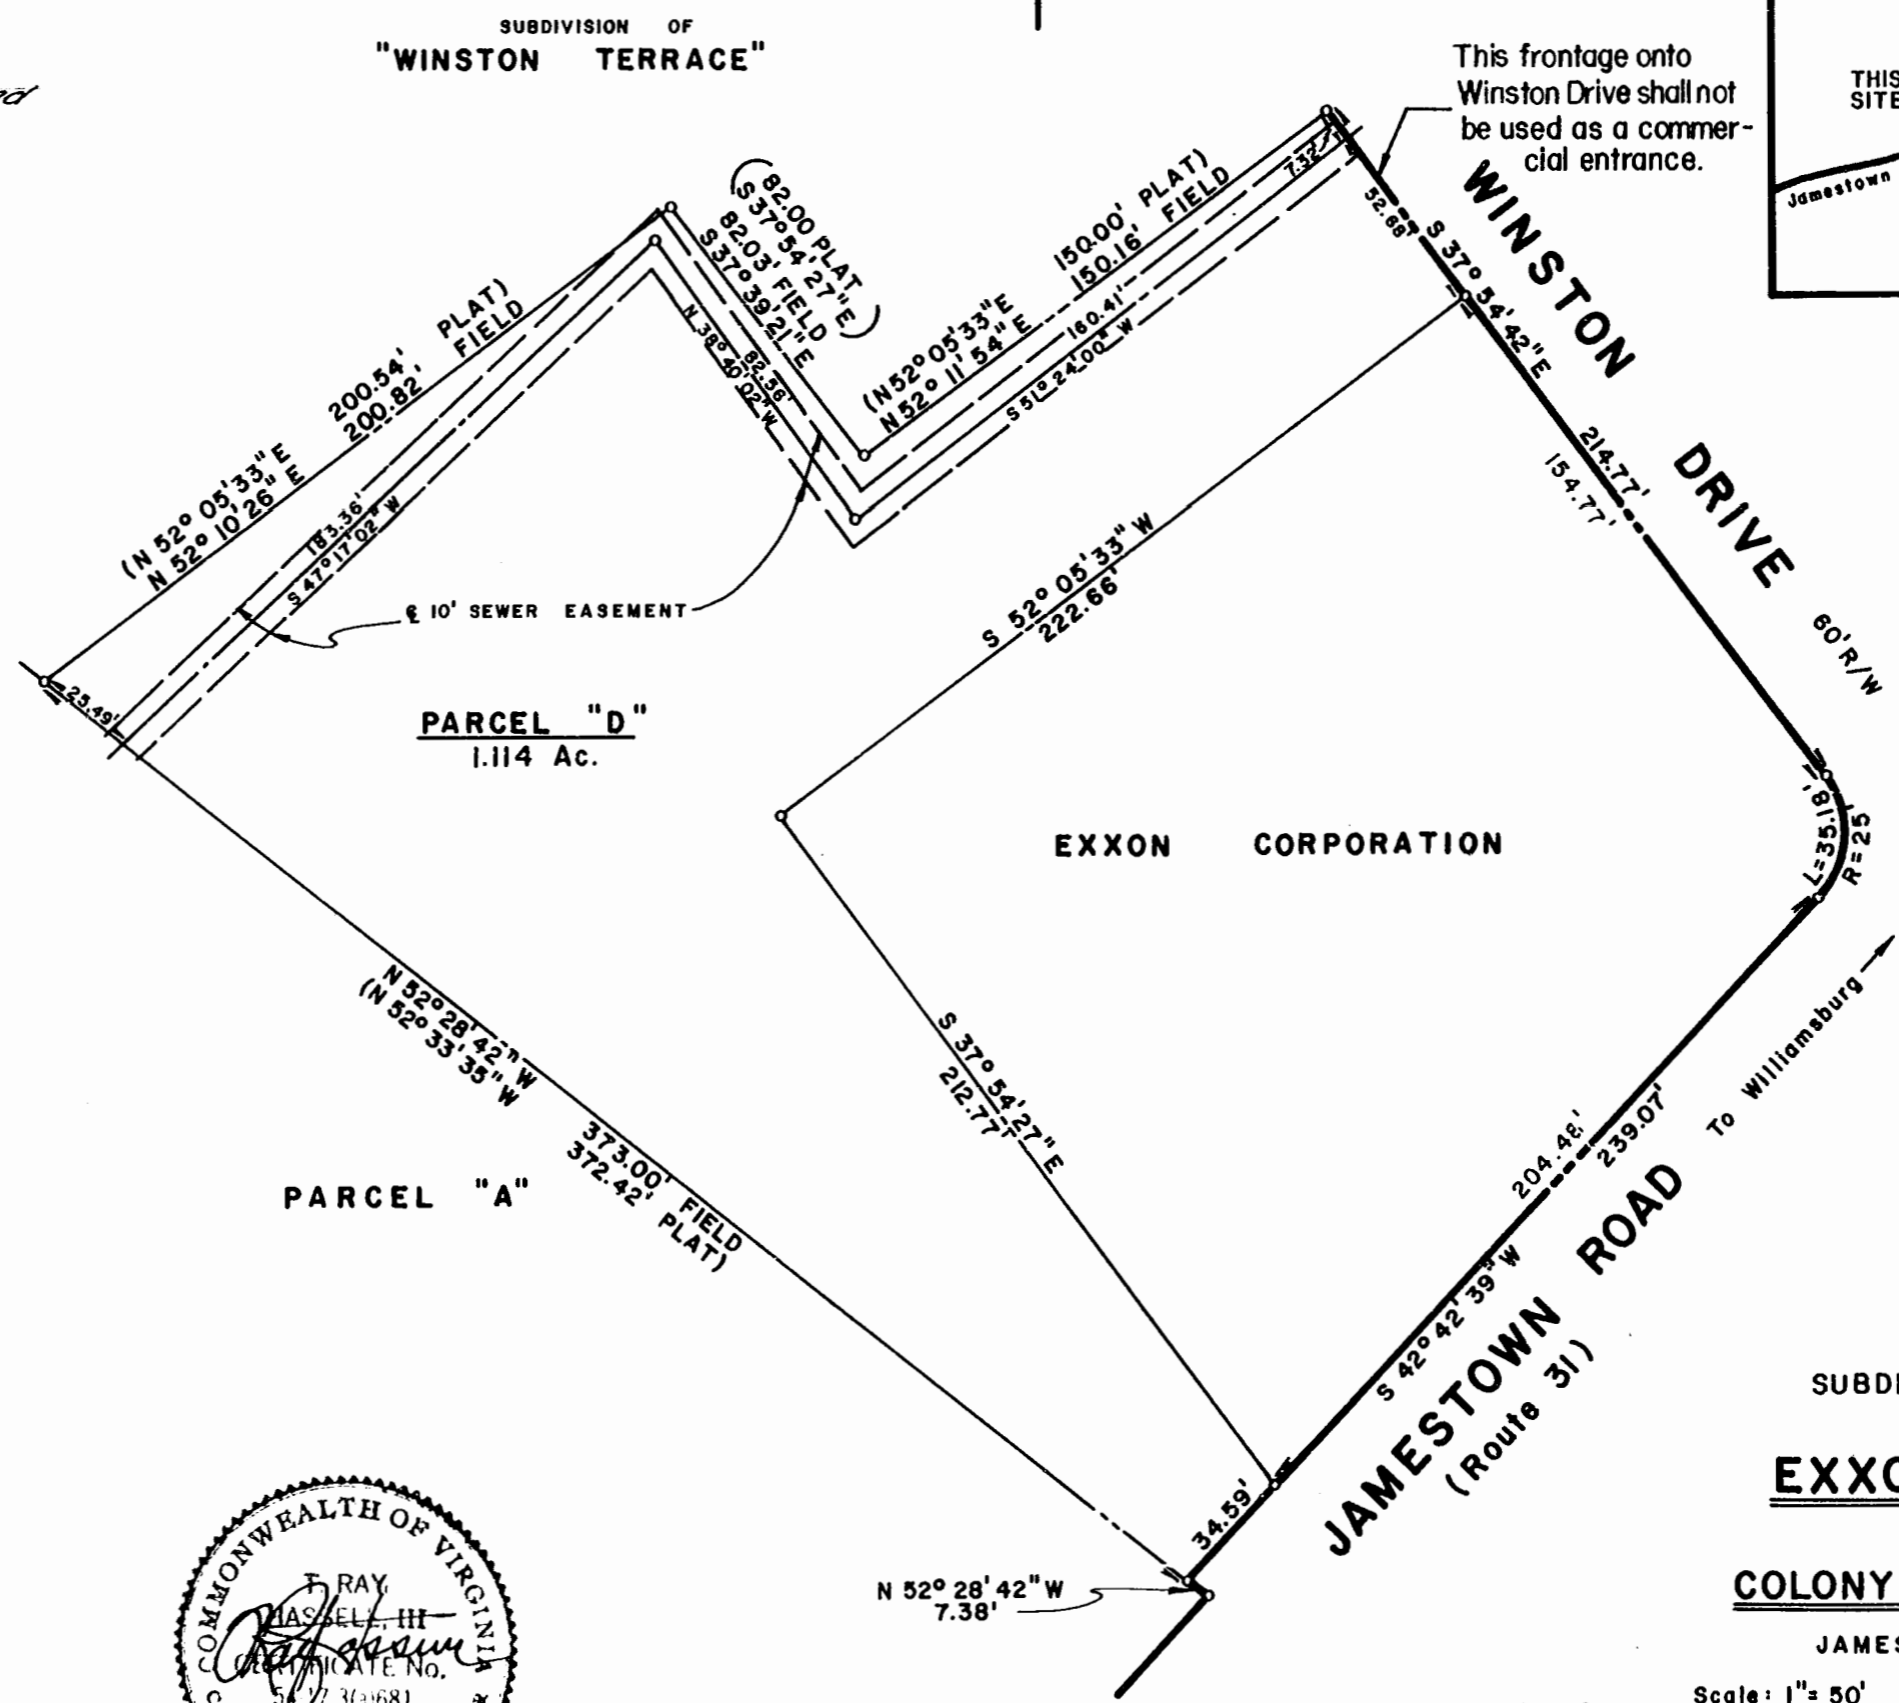 SUBDIVISION OF
"WINSTON TERRACE"
This frontage onto
Winston Drive shall not
be used as a commer-
cial entrance.
THIS
SITE
Jamestown
WINSTON DRIVE
60' R/W
52.68'
S 37° 54' 42" E
214.77'
154.77'
7.32'
150.00' PLAT)
150.16' FIELD
(N 52° 05' 33" E
N 52° 11' 54" E
160.41'
S 51° 24' 00" W
(82.00 PLAT
S 37° 54' 27" E)
82.03' FIELD
S 37° 39' 21" E
82.56'
N 38° 40' 02" W
200.54' PLAT)
200.82' FIELD
(N 52° 05' 33" E
N 52° 10' 26" E
183.36'
S 47° 17' 02" W
℄ 10' SEWER EASEMENT
25.49'
PARCEL "D"
1.114 Ac.
S 52° 05' 33" W
222.66'
EXXON CORPORATION
L=35.18'
R=25'
To Williamsburg
N 52° 28' 42" W
(N 52° 33' 35" W
373.00' FIELD
372.42' PLAT)
S 37° 54' 27" E
212.77'
204.48'
239.07'
S 42° 42' 39" W
JAMESTOWN ROAD
(Route 31)
PARCEL "A"
34.59'
N 52° 28' 42" W
7.38'
COMMONWEALTH OF VIRGINIA
T. RAY
HASSELL, III
CERTIFICATE No.
SUBDI
EXXO
COLONY
JAMES
Scale: 1"= 50'